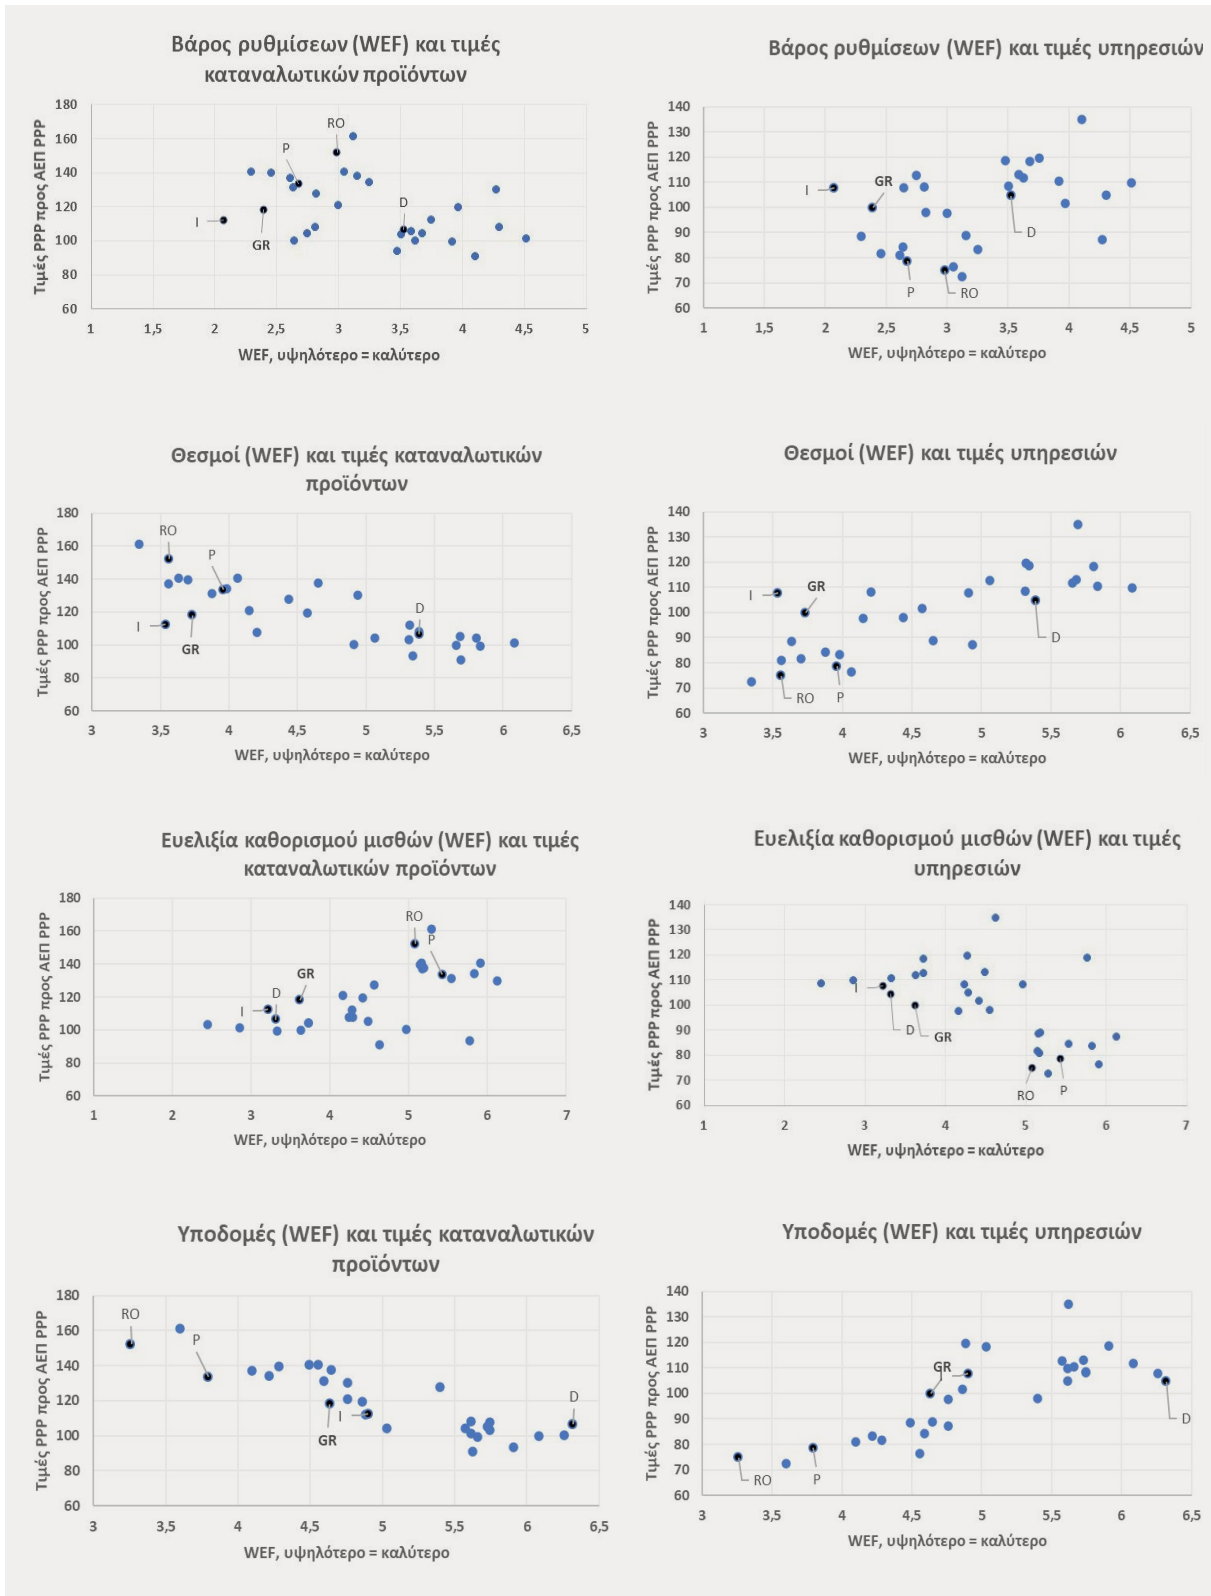 Βάρος ρυθμίσεων (WEF) και τιμές
καταναλωτικών προϊόντων
Τιμές PPP προς ΑΕΠ PPP
180
160
140
120
100
80
60
RO
P
D
I
GR
1
1,5
2
2,5
3
3,5
4
4,5
5
WEF, υψηλότερο = καλύτερο
Βάρος ρυθμίσεων (WEF) και τιμές υπηρεσιών
Τιμές PPP προς ΑΕΠ PPP
140
130
120
110
100
90
80
70
60
I
GR
D
P
RO
1
1,5
2
2,5
3
3,5
4
4,5
5
WEF, υψηλότερο = καλύτερο
Θεσμοί (WEF) και τιμές καταναλωτικών
προϊόντων
Τιμές PPP προς ΑΕΠ PPP
180
160
140
120
100
80
60
RO
P
D
I
GR
3
3,5
4
4,5
5
5,5
6
6,5
WEF, υψηλότερο = καλύτερο
Θεσμοί (WEF) και τιμές υπηρεσιών
Τιμές PPP προς ΑΕΠ PPP
140
130
120
110
100
90
80
70
60
I
GR
D
RO
P
3
3,5
4
4,5
5
5,5
6
6,5
WEF, υψηλότερο = καλύτερο
Ευελιξία καθορισμού μισθών (WEF) και τιμές
καταναλωτικών προϊόντων
Τιμές PPP προς ΑΕΠ PPP
180
160
140
120
100
80
60
RO
P
GR
D
I
1
2
3
4
5
6
7
WEF, υψηλότερο = καλύτερο
Ευελιξία καθορισμού μισθών (WEF) και τιμές
υπηρεσιών
Τιμές PPP προς ΑΕΠ PPP
140
130
120
110
100
90
80
70
60
I
D
GR
RO
P
1
2
3
4
5
6
7
WEF, υψηλότερο = καλύτερο
Υποδομές (WEF) και τιμές καταναλωτικών
προϊόντων
Τιμές PPP προς ΑΕΠ PPP
180
160
140
120
100
80
60
RO
P
D
I
GR
3
3,5
4
4,5
5
5,5
6
6,5
WEF, υψηλότερο = καλύτερο
Υποδομές (WEF) και τιμές υπηρεσιών
Τιμές PPP προς ΑΕΠ PPP
140
130
120
110
100
90
80
70
60
GR
I
D
RO
P
3
3,5
4
4,5
5
5,5
6
6,5
WEF, υψηλότερο = καλύτερο